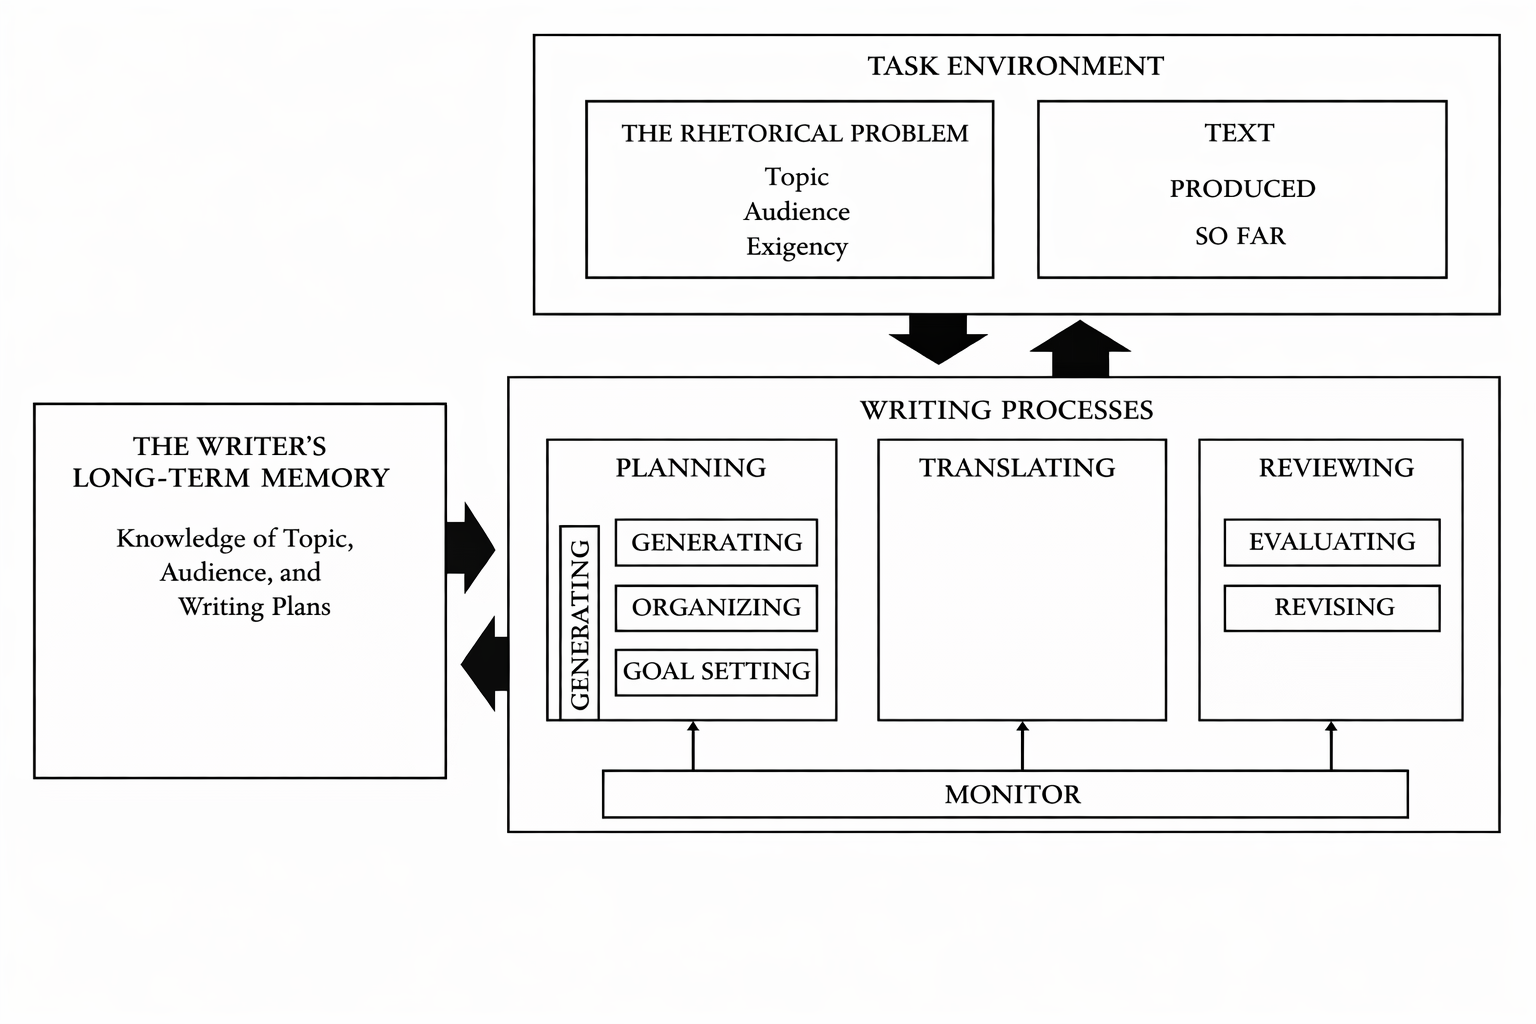 TASK ENVIRONMENT
THE RHETORICAL PROBLEM
Topic
Audience
Exigency
TEXT
PRODUCED
SO FAR
THE WRITER'S
LONG-TERM MEMORY
Knowledge of Topic,
Audience, and
Writing Plans
WRITING PROCESSES
PLANNING
GENERATING
GENERATING
ORGANIZING
GOAL SETTING
TRANSLATING
REVIEWING
EVALUATING
REVISING
MONITOR